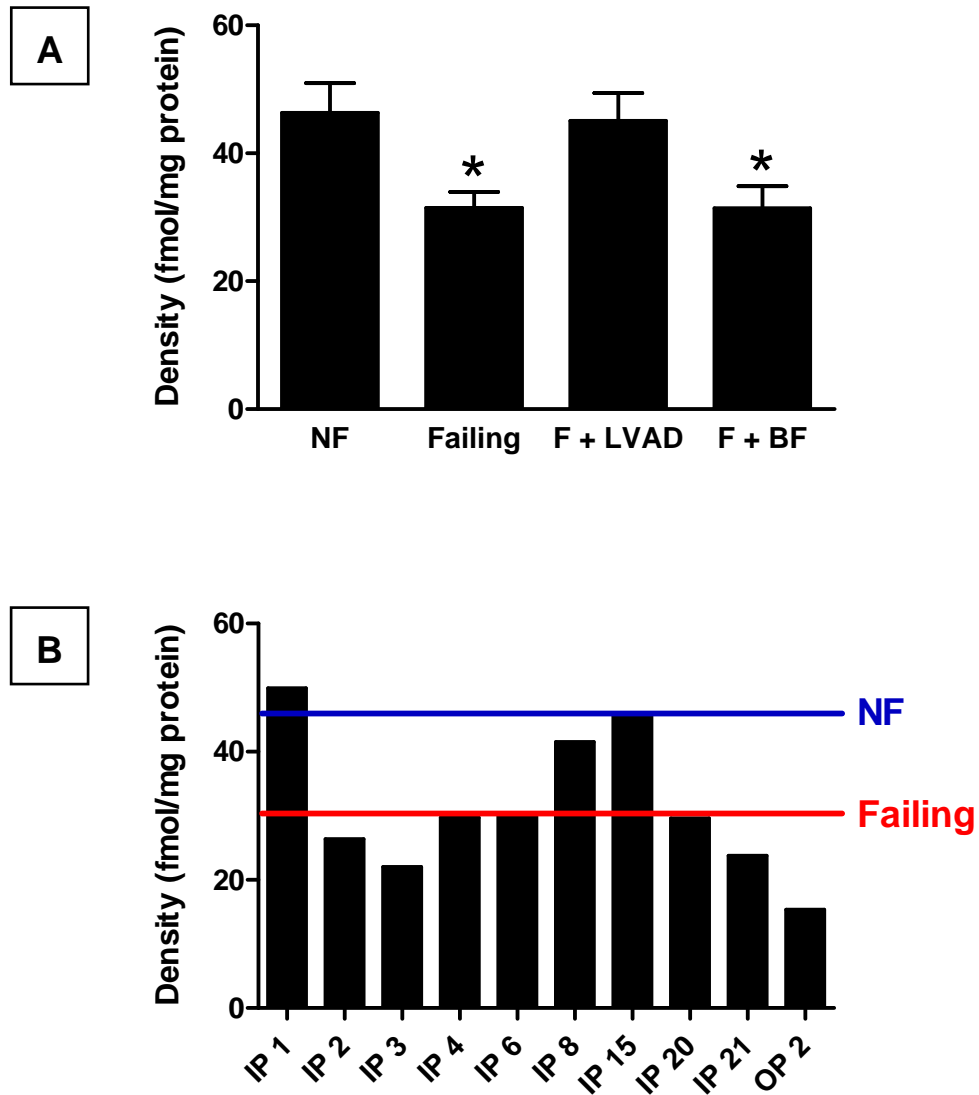 A
Density (fmol/mg protein)
60
40
20
0
* *
NF Failing F + LVAD F + BF
B
Density (fmol/mg protein)
60
40
20
0
NF
Failing
IP 1 IP 2 IP 3 IP 4 IP 6 IP 8 IP 15 IP 20 IP 21 OP 2